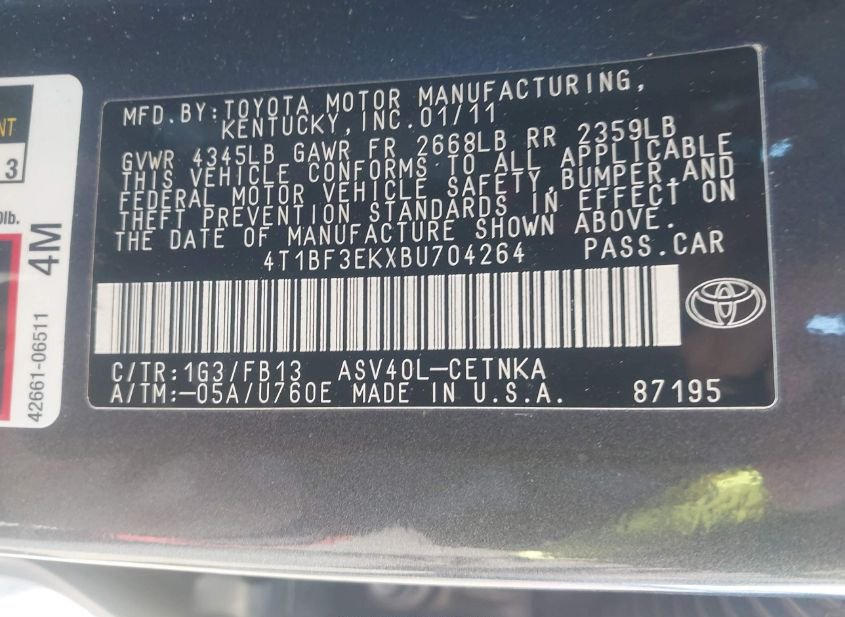 MFD.BY:TOYOTA MOTOR MANUFACTURING,
KENTUCKY,INC.01/11
GVWR 4345LB GAWR FR 2668LB RR 2359LB
THIS VEHICLE CONFORMS TO ALL APPLICABLE
FEDERAL MOTOR VEHICLE SAFETY,BUMPER,AND
THEFT PREVENTION STANDARDS IN EFFECT ON
THE DATE OF MANUFACTURE SHOWN ABOVE.
4T1BF3EKXBU704264 PASS.CAR
C/TR:1G3/FB13 ASV40L-CETNKA
A/TM:-05A/U760E MADE IN U.S.A. 87195
3
lb.
4M
42661-06511